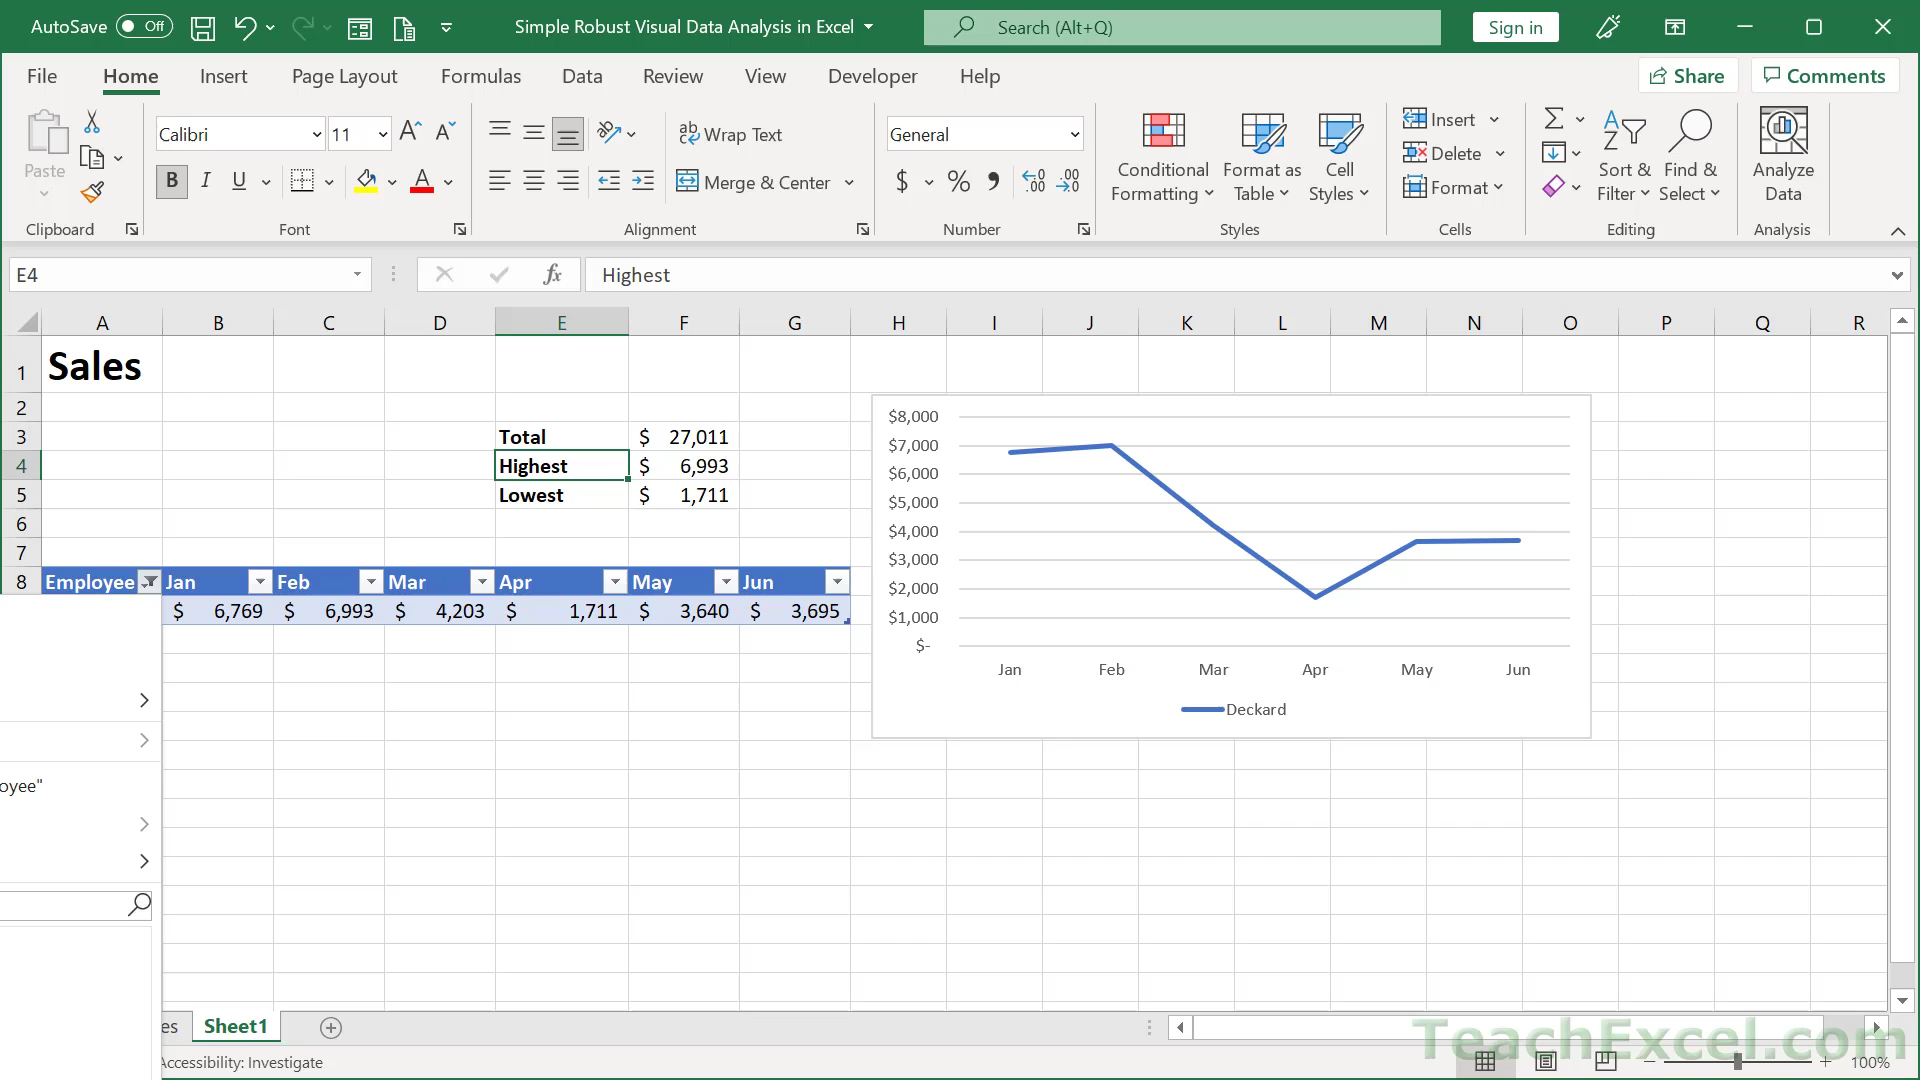 AutoSave Off Simple Robust Visual Data Analysis in Excel Search (Alt+Q) Sign in
File Home Insert Page Layout Formulas Data Review View Developer Help Share Comments
Paste
Clipboard
Calibri 11
B I U
Font
ab Wrap Text
Merge & Center
Alignment
General
$ % 9 .00 .00
Number
Conditional Formatting
Format as Table
Cell Styles
Styles
Insert
Delete
Format
Cells
Sort & Filter
Find & Select
Editing
Analyze Data
Analysis
E4 fx Highest
A B C D E F G H I J K L M N O P Q R
1 Sales
2
3 Total $ 27,011
4 Highest $ 6,993
5 Lowest $ 1,711
6
7
8 Employee Jan Feb Mar Apr May Jun
$ 6,769 $ 6,993 $ 4,203 $ 1,711 $ 3,640 $ 3,695
oyee"
$8,000
$7,000
$6,000
$5,000
$4,000
$3,000
$2,000
$1,000
$-
Jan Feb Mar Apr May Jun
Deckard
es Sheet1
Accessibility: Investigate
TeachExcel.com
100%